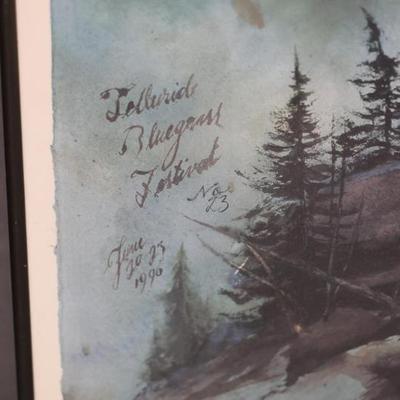 Telluride
Bluegrass
Festival
No
23
June
20-23
1996